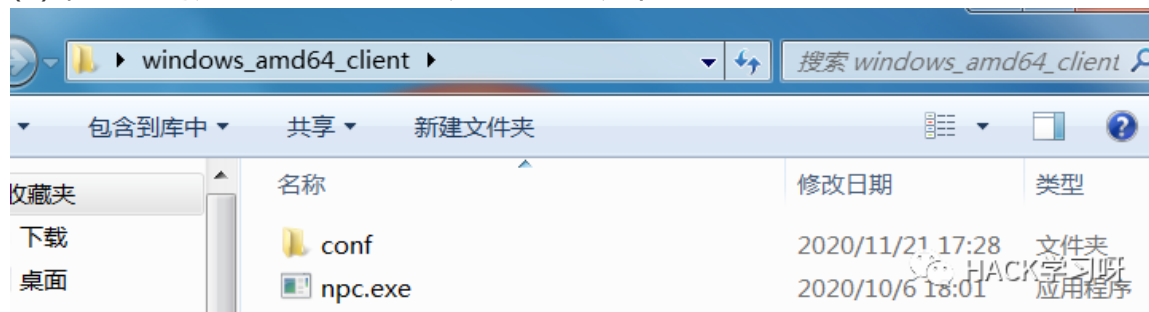 windows_amd64_client
搜索 windows_amd64_client
包含到库中 共享 新建文件夹
名称 修改日期 类型
收藏夹
下载
桌面
conf 2020/11/21 17:28 文件夹
npc.exe 2020/10/6 18:01 应用程序
HACK学习呀